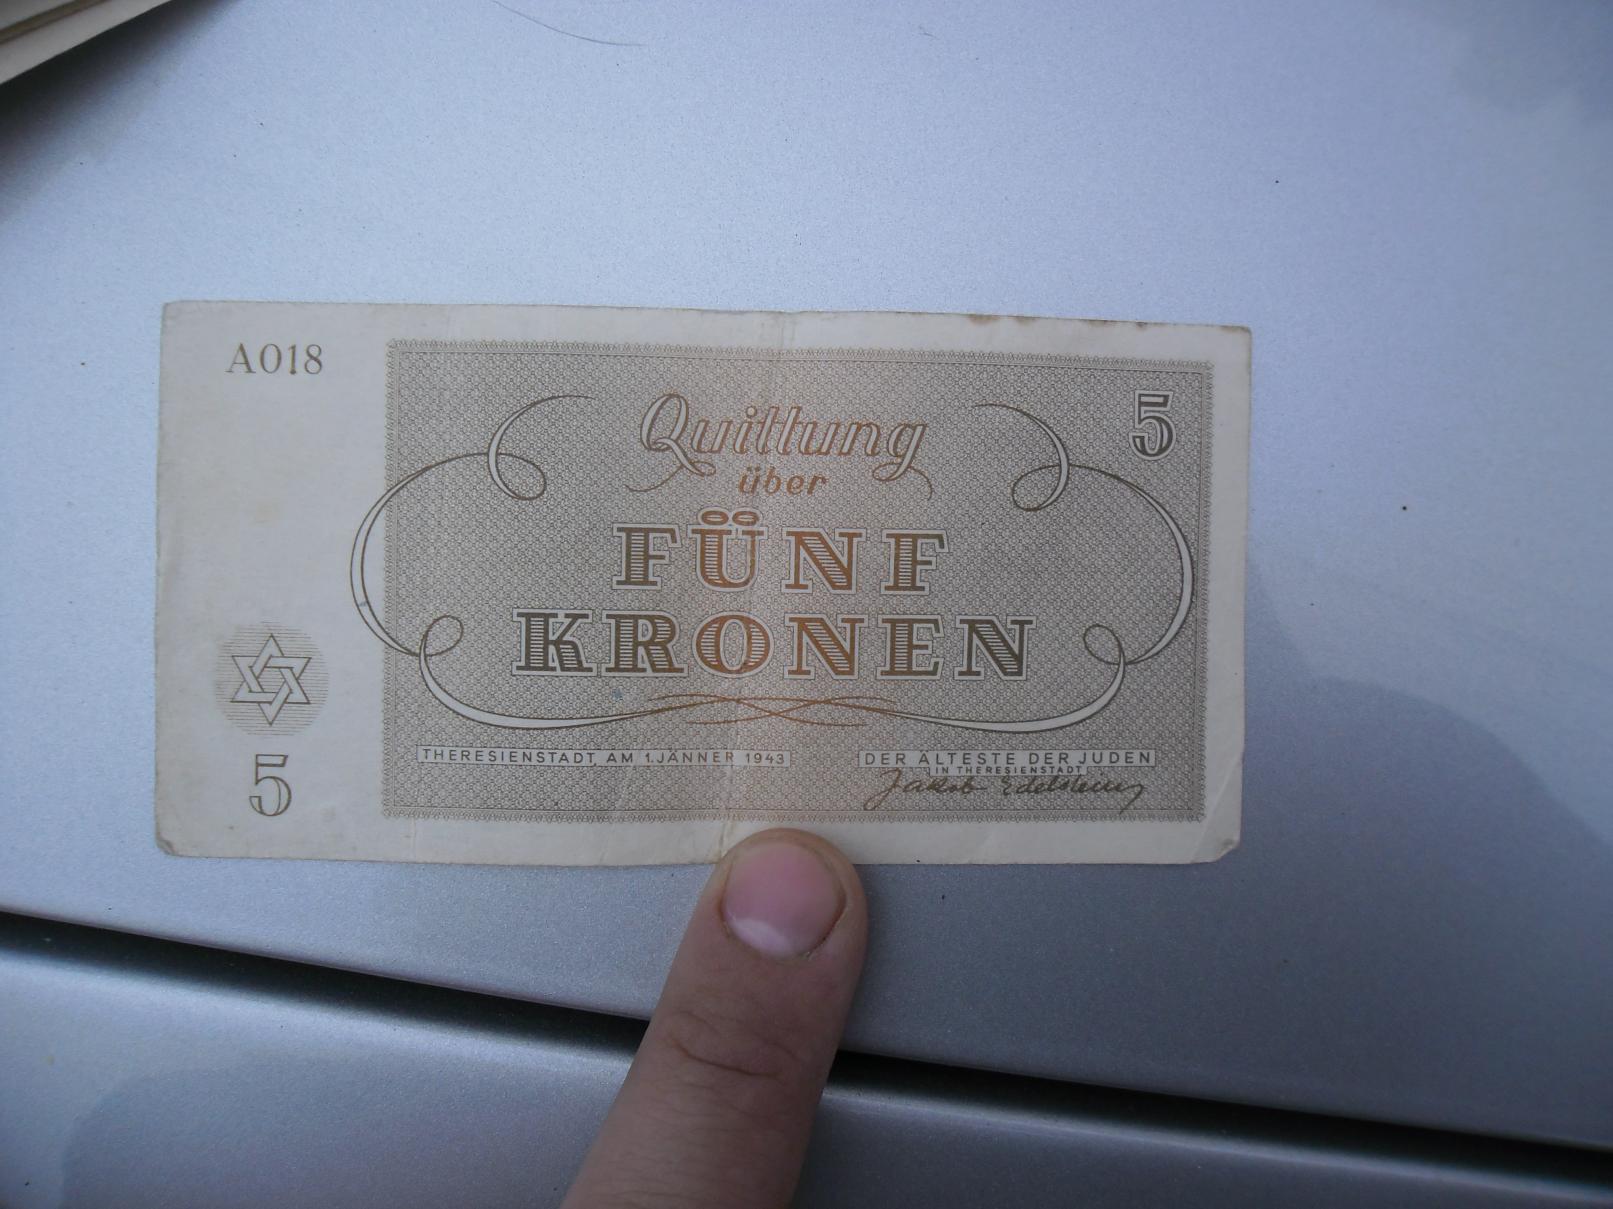 A018
5
Quittung
über
FÜNF
KRONEN
5
THERESIENSTADT, AM 1. JÄNNER 1943
DER ÄLTESTE DER JUDEN
IN THERESIENSTADT
Jakob Edelstein